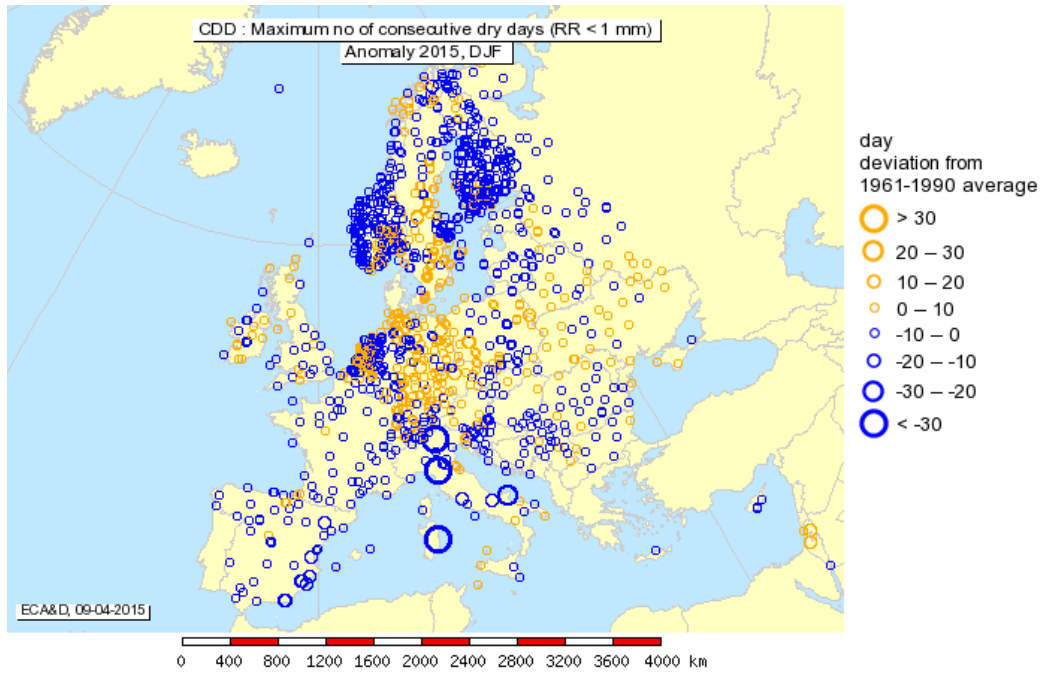 CDD : Maximum no of consecutive dry days (RR < 1 mm)
Anomaly 2015, DJF
day
deviation from
1961-1990 average
> 30
20 – 30
10 – 20
0 – 10
-10 – 0
-20 – -10
-30 – -20
< -30
ECA&D, 09-04-2015
0 400 800 1200 1600 2000 2400 2800 3200 3600 4000 km